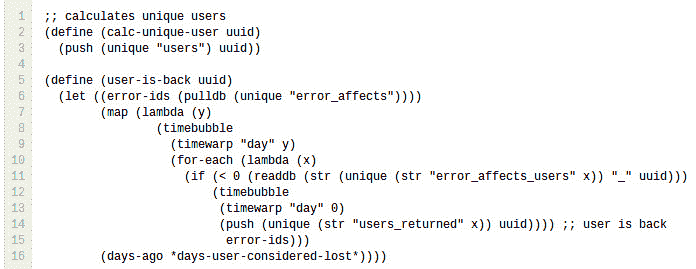 1 ;; calculates unique users
2 (define (calc-unique-user uuid)
3   (push (unique "users") uuid))
4
5 (define (user-is-back uuid)
6   (let ((error-ids (pulldb (unique "error_affects"))))
7         (map (lambda (y)
8                 (timebubble
9                   (timewarp "day" y)
10                   (for-each (lambda (x)
11                     (if (< 0 (readdb (str (unique (str "error_affects_users" x)) "_" uuid)))
12                         (timebubble
13                          (timewarp "day" 0)
14                          (push (unique (str "users_returned" x)) uuid)))) ;; user is back
15                           error-ids)))
16         (days-ago *days-user-considered-lost*))))